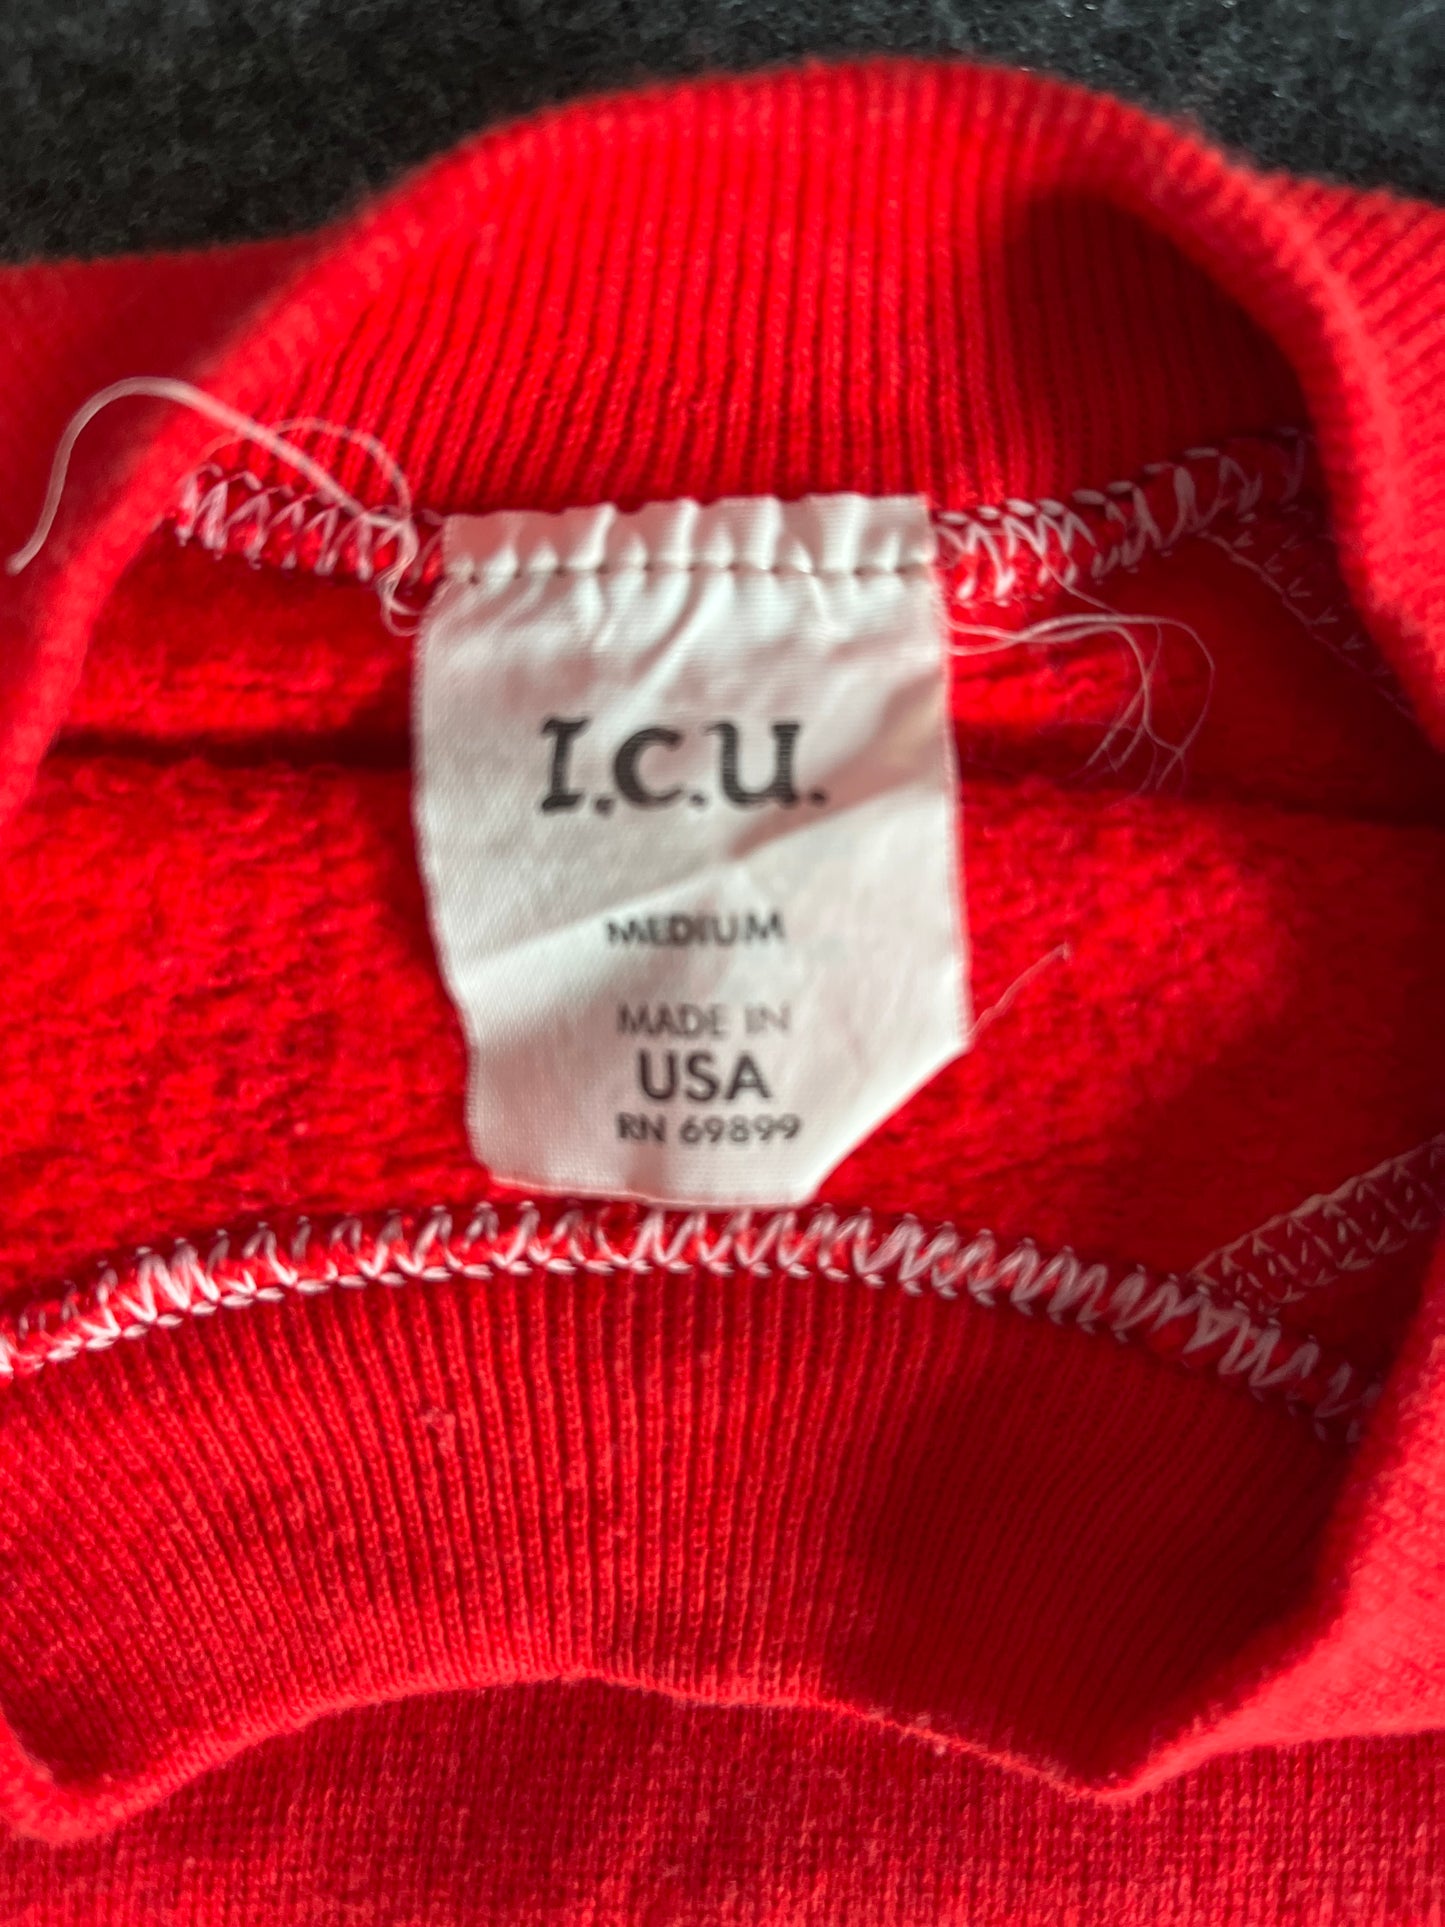 I.C.U.
MEDIUM
MADE IN
USA
RN 69899